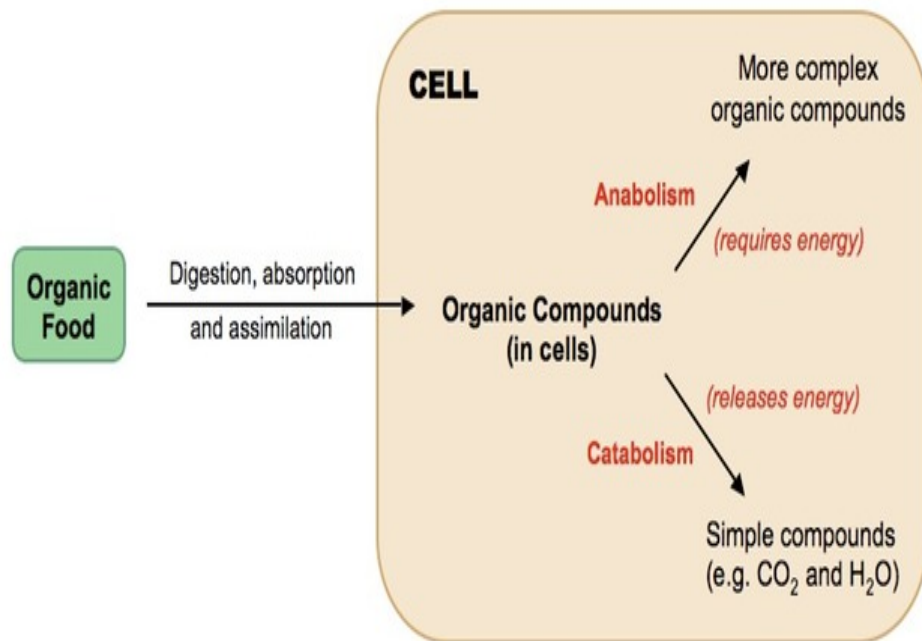 CELL
More complex
organic compounds
Anabolism
(requires energy)
Organic
Food
Digestion, absorption
and assimilation
Organic Compounds
(in cells)
(releases energy)
Catabolism
Simple compounds
(e.g. CO₂ and H₂O)